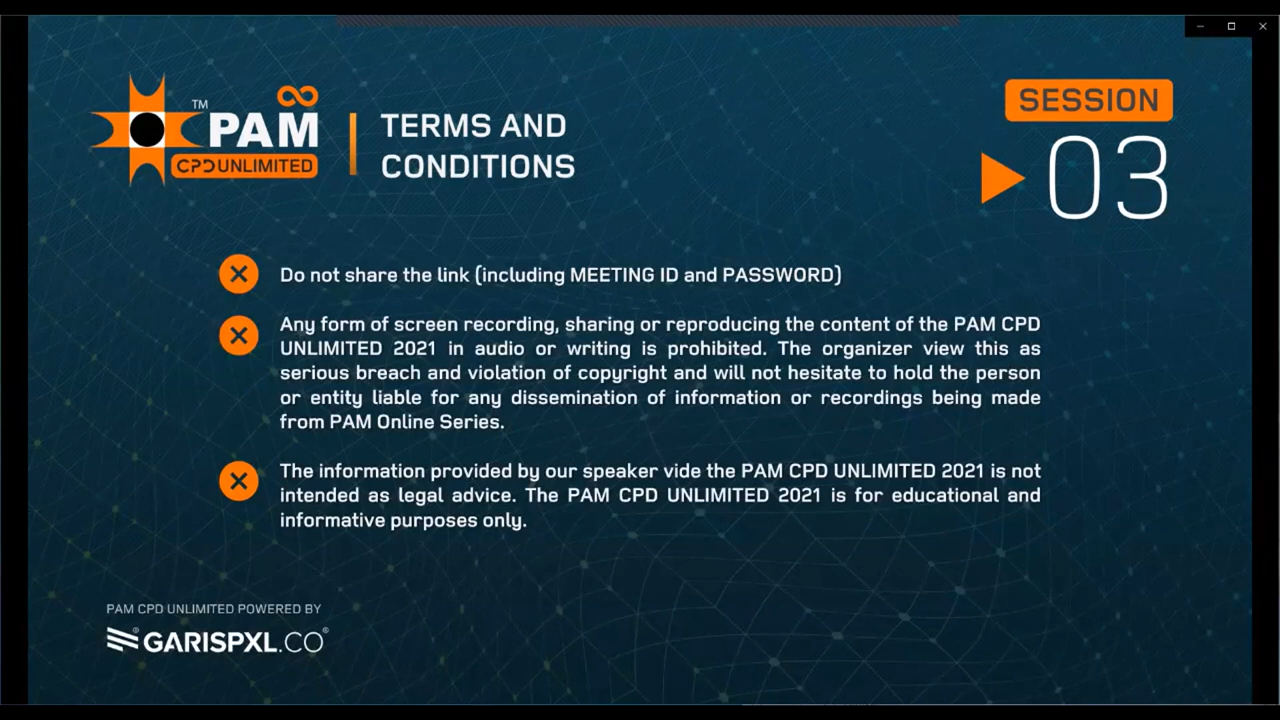 ™
PAM
CPD UNLIMITED
TERMS AND
CONDITIONS
SESSION
03
Do not share the link (including MEETING ID and PASSWORD)
Any form of screen recording, sharing or reproducing the content of the PAM CPD
UNLIMITED 2021 in audio or writing is prohibited. The organizer view this as
serious breach and violation of copyright and will not hesitate to hold the person
or entity liable for any dissemination of information or recordings being made
from PAM Online Series.
The information provided by our speaker vide the PAM CPD UNLIMITED 2021 is not
intended as legal advice. The PAM CPD UNLIMITED 2021 is for educational and
informative purposes only.
PAM CPD UNLIMITED POWERED BY
®GARISPXL.CO®